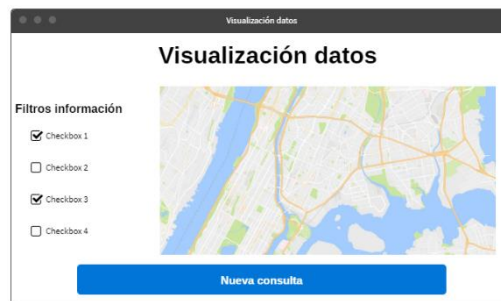 Visualización datos
Visualización datos
Filtros información
Checkbox 1
Checkbox 2
Checkbox 3
Checkbox 4
Nueva consulta